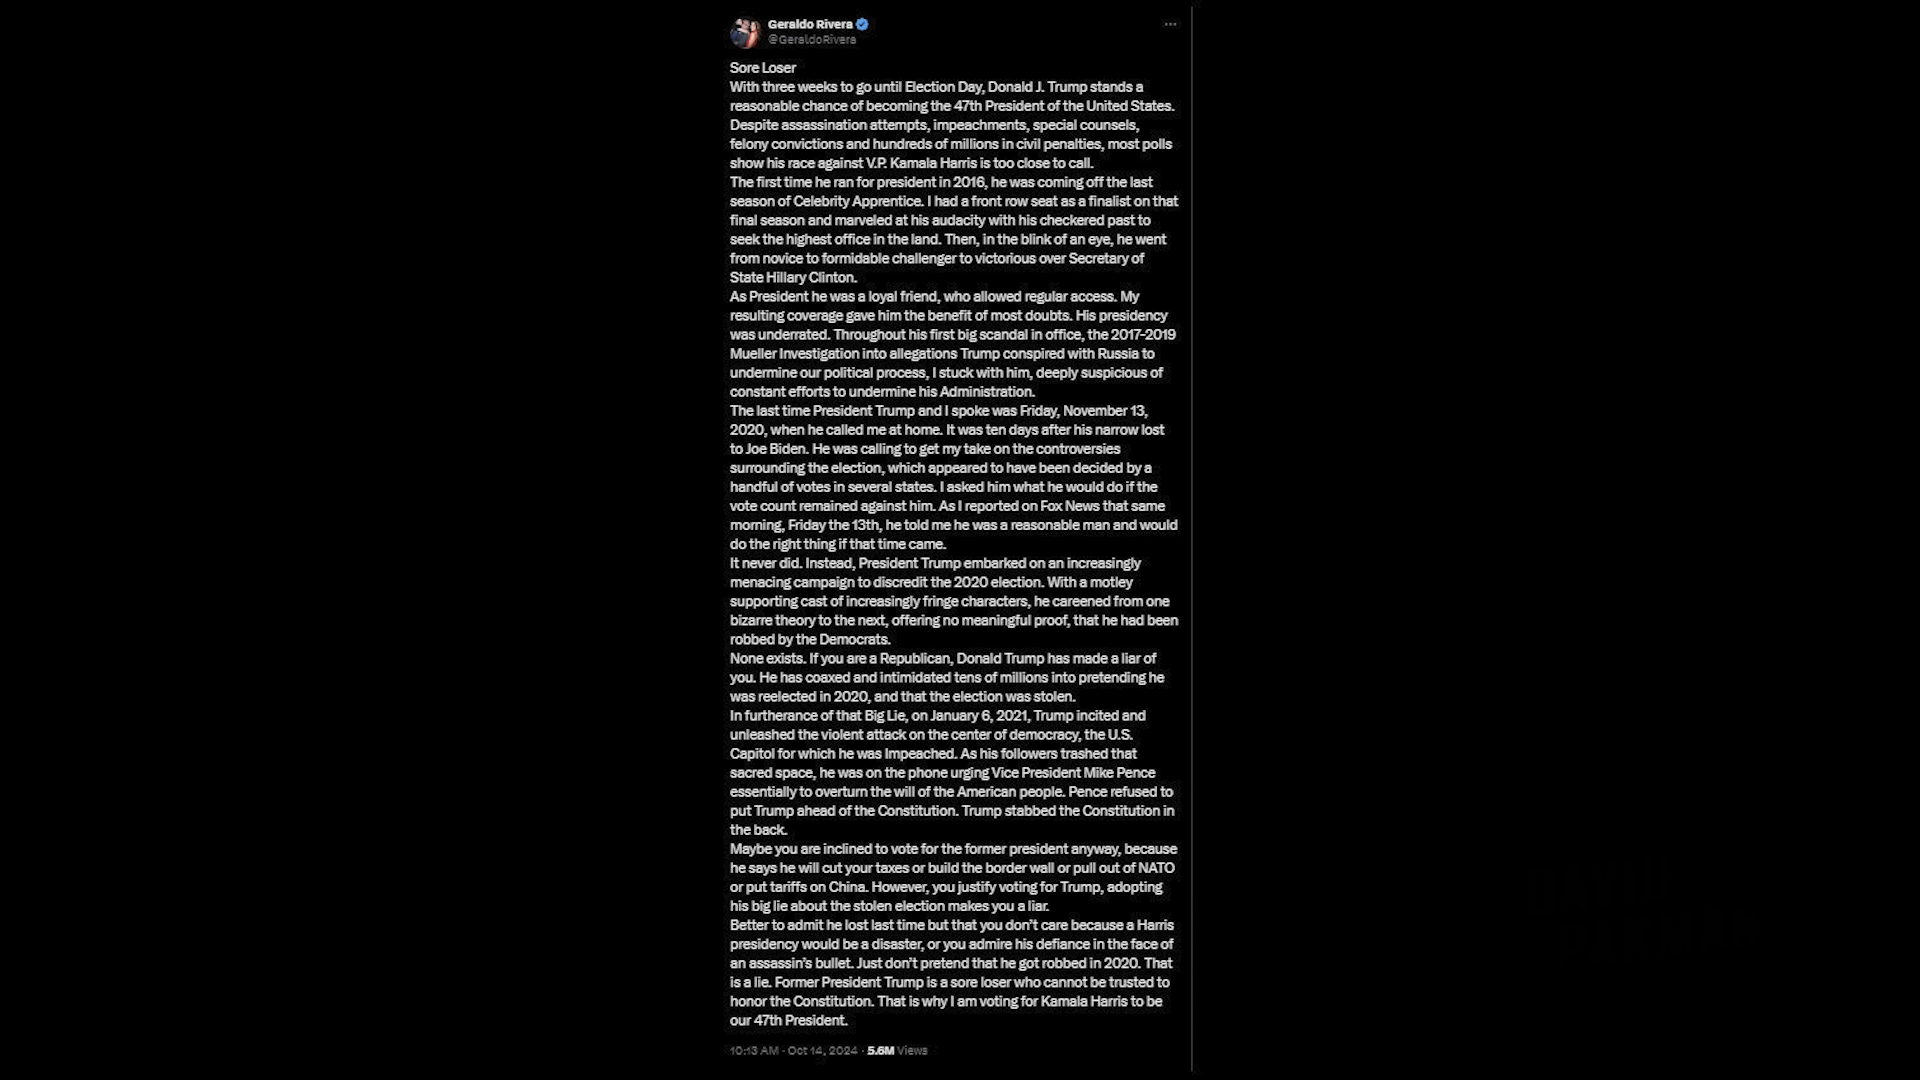 Geraldo Rivera
@GeraldoRivera
Sore Loser
With three weeks to go until Election Day, Donald J. Trump stands a
reasonable chance of becoming the 47th President of the United States.
Despite assassination attempts, impeachments, special counsels,
felony convictions and hundreds of millions in civil penalties, most polls
show his race against V.P. Kamala Harris is too close to call.
The first time he ran for president in 2016, he was coming off the last
season of Celebrity Apprentice. I had a front row seat as a finalist on that
final season and marveled at his audacity with his checkered past to
seek the highest office in the land. Then, in the blink of an eye, he went
from novice to formidable challenger to victorious over Secretary of
State Hillary Clinton.
As President he was a loyal friend, who allowed regular access. My
resulting coverage gave him the benefit of most doubts. His presidency
was underrated. Throughout his first big scandal in office, the 2017-2019
Mueller Investigation into allegations Trump conspired with Russia to
undermine our political process, I stuck with him, deeply suspicious of
constant efforts to undermine his Administration.
The last time President Trump and I spoke was Friday, November 13,
2020, when he called me at home. It was ten days after his narrow lost
to Joe Biden. He was calling to get my take on the controversies
surrounding the election, which appeared to have been decided by a
handful of votes in several states. I asked him what he would do if the
vote count remained against him. As I reported on Fox News that same
morning, Friday the 13th, he told me he was a reasonable man and would
do the right thing if that time came.
It never did. Instead, President Trump embarked on an increasingly
menacing campaign to discredit the 2020 election. With a motley
supporting cast of increasingly fringe characters, he careened from one
bizarre theory to the next, offering no meaningful proof, that he had been
robbed by the Democrats.
None exists. If you are a Republican, Donald Trump has made a liar of
you. He has coaxed and intimidated tens of millions into pretending he
was reelected in 2020, and that the election was stolen.
In furtherance of that Big Lie, on January 6, 2021, Trump incited and
unleashed the violent attack on the center of democracy, the U.S.
Capitol for which he was Impeached. As his followers trashed that
sacred space, he was on the phone urging Vice President Mike Pence
essentially to overturn the will of the American people. Pence refused to
put Trump ahead of the Constitution. Trump stabbed the Constitution in
the back.
Maybe you are inclined to vote for the former president anyway, because
he says he will cut your taxes or build the border wall or pull out of NATO
or put tariffs on China. However, you justify voting for Trump, adopting
his big lie about the stolen election makes you a liar.
Better to admit he lost last time but that you don't care because a Harris
presidency would be a disaster, or you admire his defiance in the face of
an assassin's bullet. Just don't pretend that he got robbed in 2020. That
is a lie. Former President Trump is a sore loser who cannot be trusted to
honor the Constitution. That is why I am voting for Kamala Harris to be
our 47th President.
10:13 AM · Oct 14, 2024 · 5.6M Views